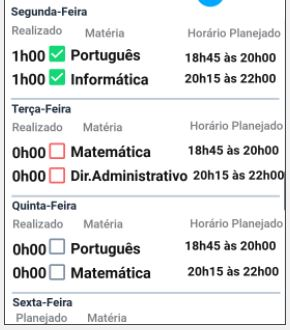 Segunda-Feira
Realizado Matéria Horário Planejado
1h00 Português 18h45 às 20h00
1h00 Informática 20h15 às 22h00
Terça-Feira
Realizado Matéria Horário Planejado
0h00 Matemática 18h45 às 20h00
0h00 Dir.Administrativo 20h15 às 22h00
Quinta-Feira
Realizado Matéria Horário Planejado
0h00 Português 18h45 às 20h00
0h00 Matemática 20h15 às 22h00
Sexta-Feira
Planejado Matéria